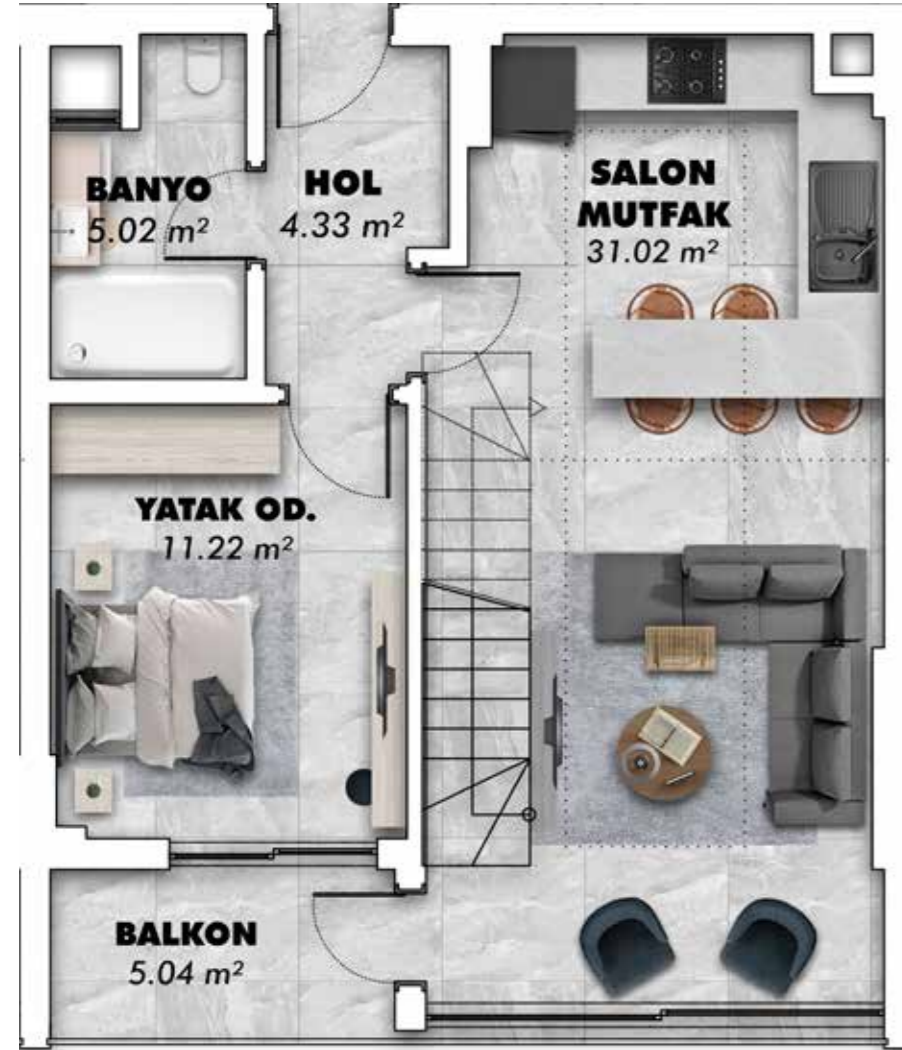 BANYO
5.02 m²
HOL
4.33 m²
SALON
MUTFAK
31.02 m²
YATAK OD.
11.22 m²
BALKON
5.04 m²